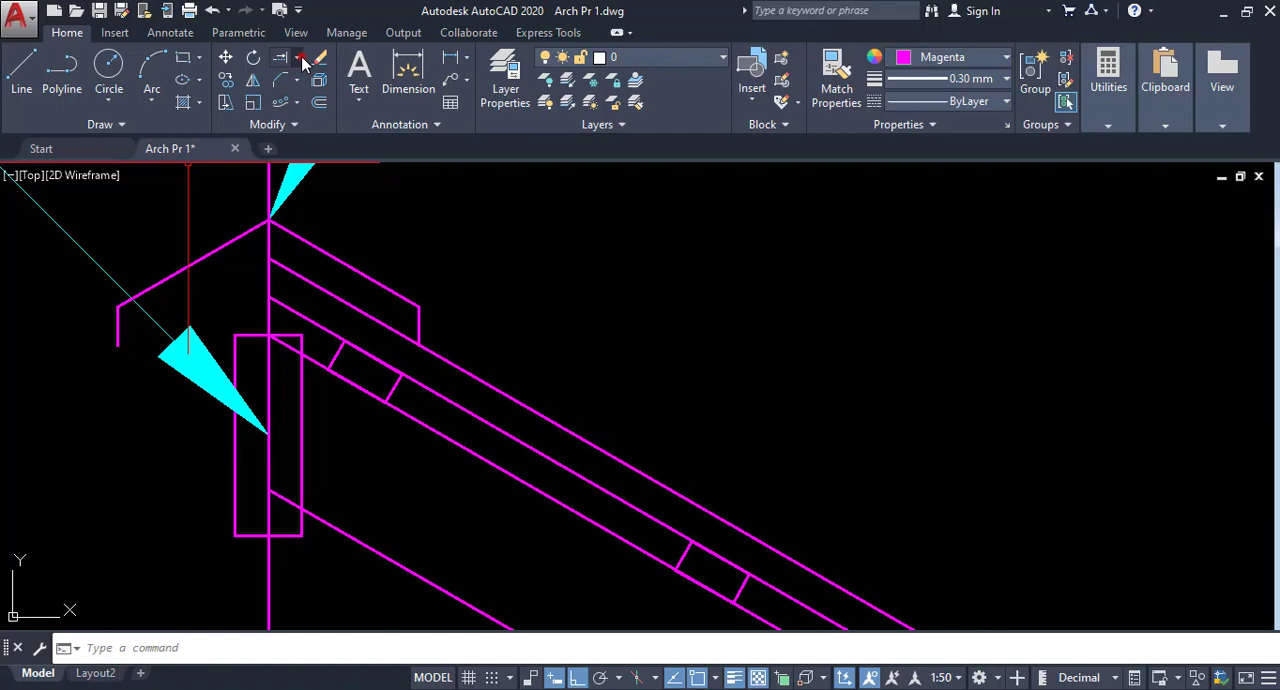 Autodesk AutoCAD 2020 Arch Pr 1.dwg
Type a keyword or phrase
Sign In
Home Insert Annotate Parametric View Manage Output Collaborate Express Tools
Line Polyline Circle Arc
Text Dimension
Layer Properties
0
Insert
Match Properties
Magenta
0.30 mm
ByLayer
Group
Utilities Clipboard View
Draw Modify Annotation Layers Block Properties Groups
Start Arch Pr 1*
[−][Top][2D Wireframe]
Y
X
Type a command
Model Layout2
MODEL 1:50 Decimal